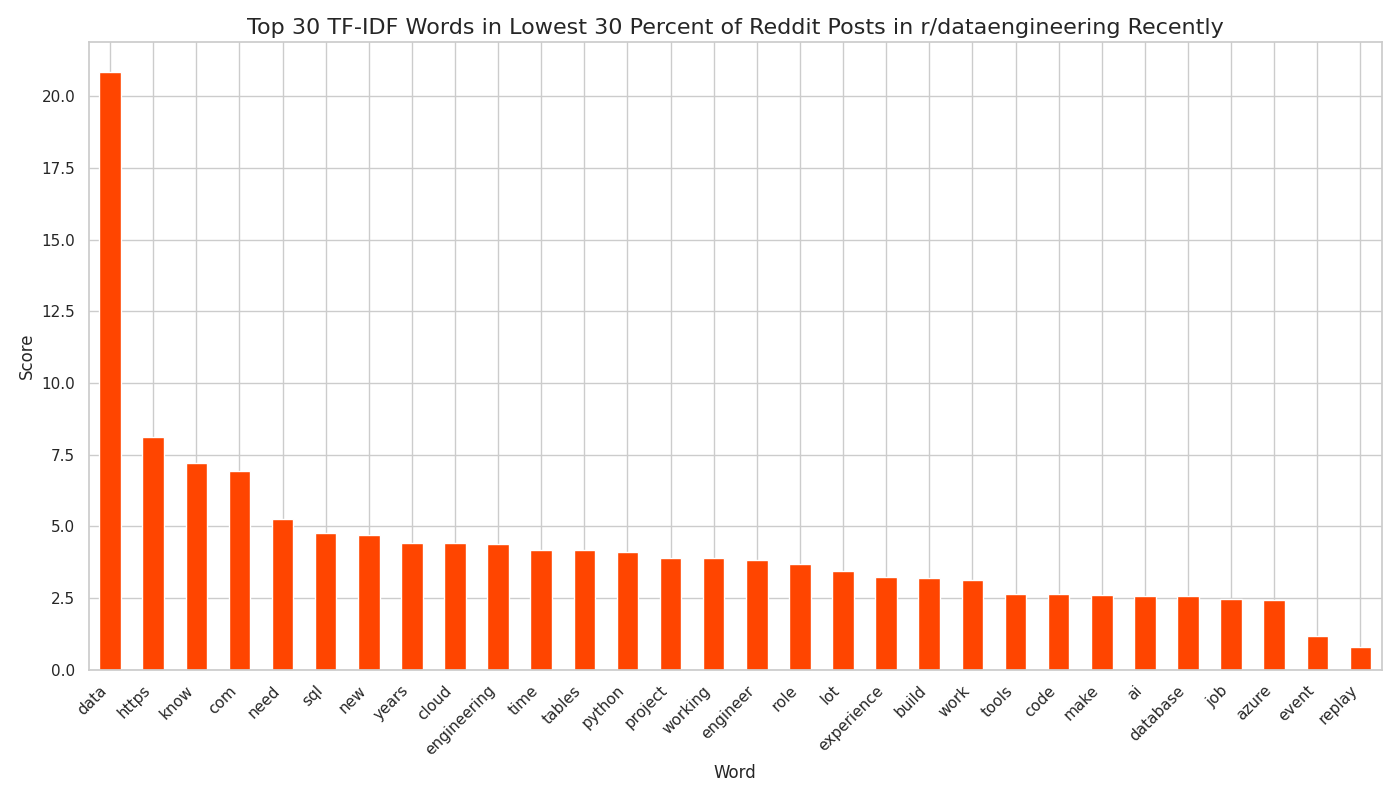 Top 30 TF-IDF Words in Lowest 30 Percent of Reddit Posts in r/dataengineering Recently
Score
20.0
17.5
15.0
12.5
10.0
7.5
5.0
2.5
0.0
data
https
know
com
need
sql
new
years
cloud
engineering
time
tables
python
project
working
engineer
role
lot
experience
build
work
tools
code
make
ai
database
job
azure
event
replay
Word